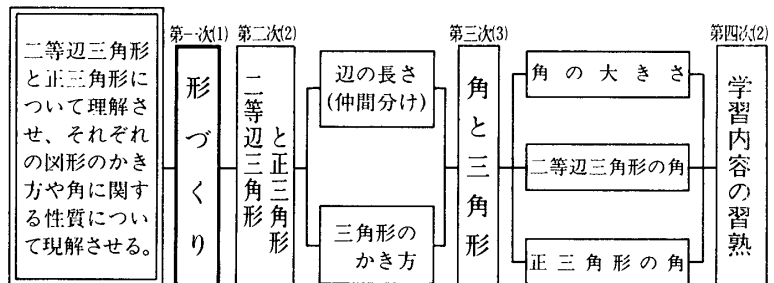 二等辺三角形
と正三角形に
ついて理解さ
せ、それぞれ
の図形のかき
方や角に関す
る性質につい
て現解させる。
第一次(1)
形づくり
第二次(2)
二等辺三角形
と正三角形
辺の長さ
(仲間分け)
三角形の
かき方
第三次(3)
角と三角形
角の大きさ
二等辺三角形の角
正三角形の角
第四次(2)
学習内容の習熟